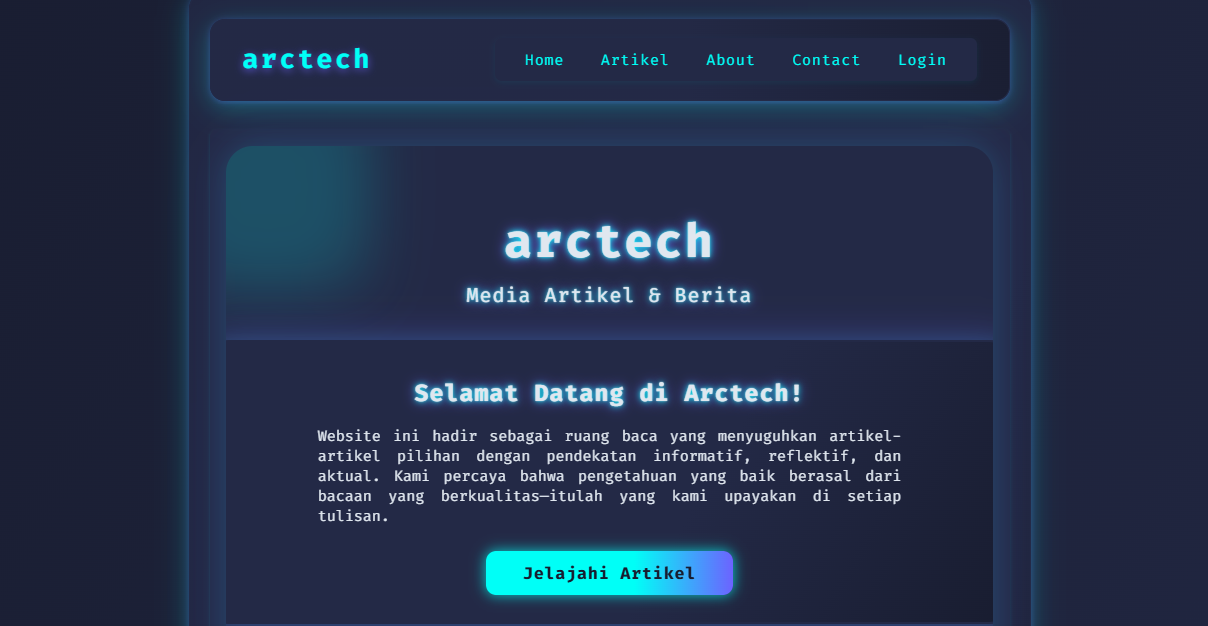 arctech
Home Artikel About Contact Login
arctech
Media Artikel & Berita
Selamat Datang di Arctech!
Website ini hadir sebagai ruang baca yang menyuguhkan artikel-
artikel pilihan dengan pendekatan informatif, reflektif, dan
aktual. Kami percaya bahwa pengetahuan yang baik berasal dari
bacaan yang berkualitas—itulah yang kami upayakan di setiap
tulisan.
Jelajahi Artikel